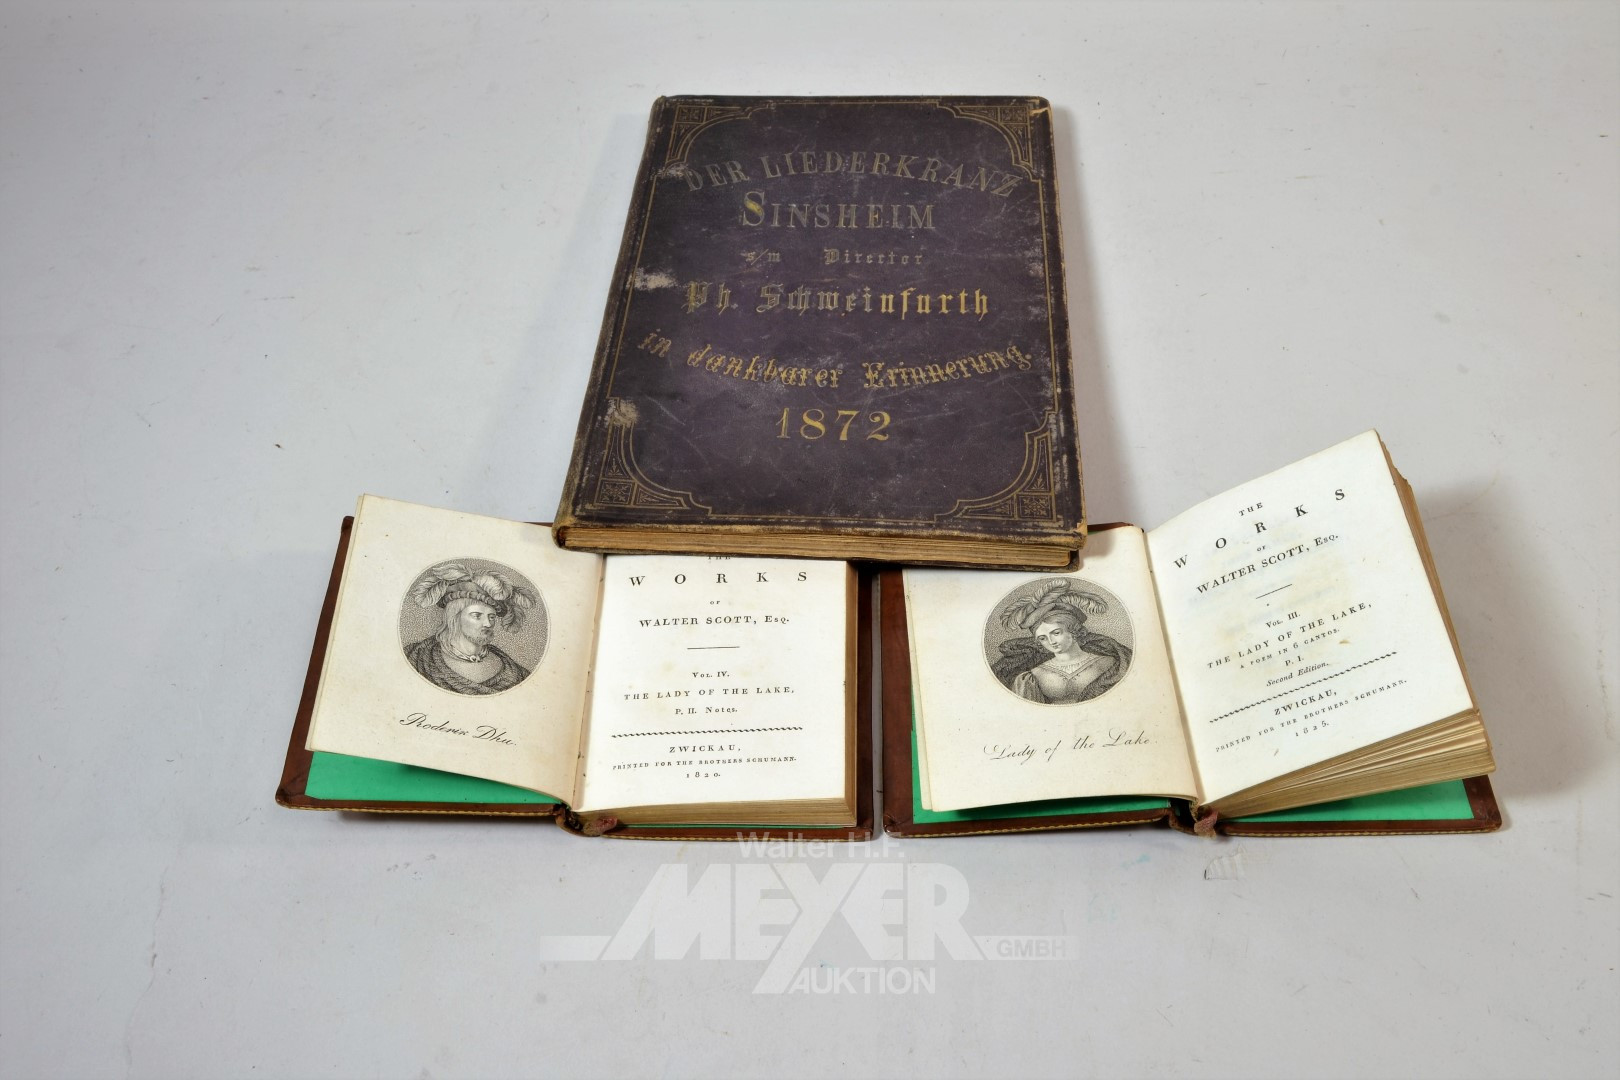 DER LIEDERKRANZ
SINSHEIM
s/m Director
Ph. Schweinfurth
in dankbarer Erinnerung.
1872
Roderik Dhu.
THE
WORKS
OF
WALTER SCOTT, Esq.
Vol. IV.
THE LADY OF THE LAKE,
P. II. Notes.
ZWICKAU,
PRINTED FOR THE BROTHERS SCHUMANN.
1820.
Lady of the Lake.
THE
WORKS
OF
WALTER SCOTT, Esq.
Vol. III.
THE LADY OF THE LAKE,
A POEM IN 6 CANTOS.
P. I.
Second Edition.
ZWICKAU,
PRINTED FOR THE BROTHERS SCHUMANN.
1825.
Walter H.F.
MEYER
GMBH
AUKTION